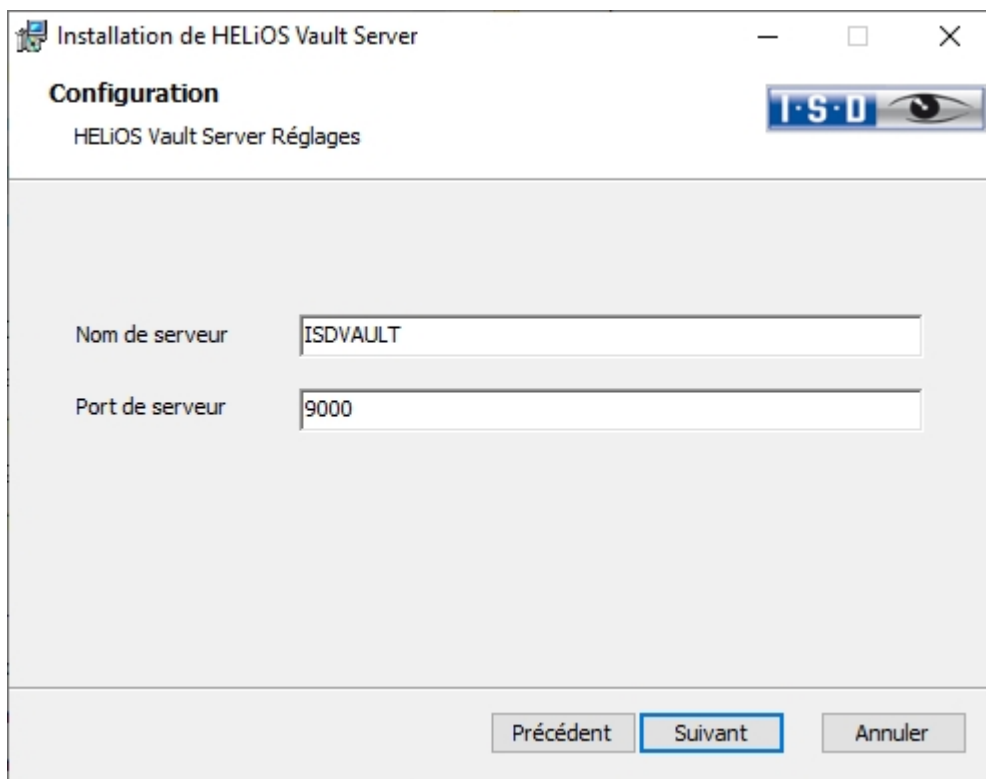 Installation de HELiOS Vault Server
Configuration
I·S·D
HELiOS Vault Server Réglages
Nom de serveur ISDVAULT
Port de serveur 9000
Précédent Suivant Annuler